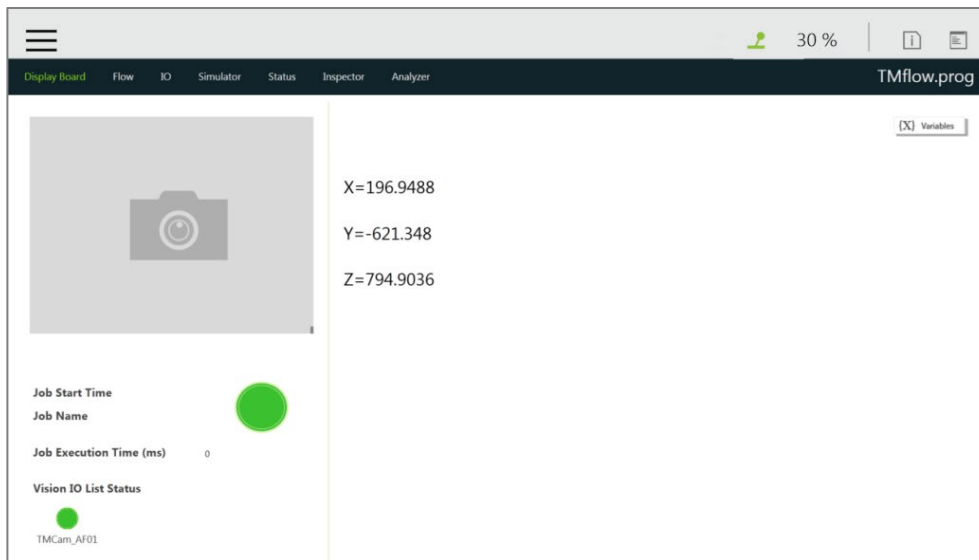 30 %
Display Board Flow IO Simulator Status Inspector Analyzer TMflow.prog
{X} Variables
X=196.9488
Y=-621.348
Z=794.9036
Job Start Time
Job Name
Job Execution Time (ms) 0
Vision IO List Status
TMCam_AF01